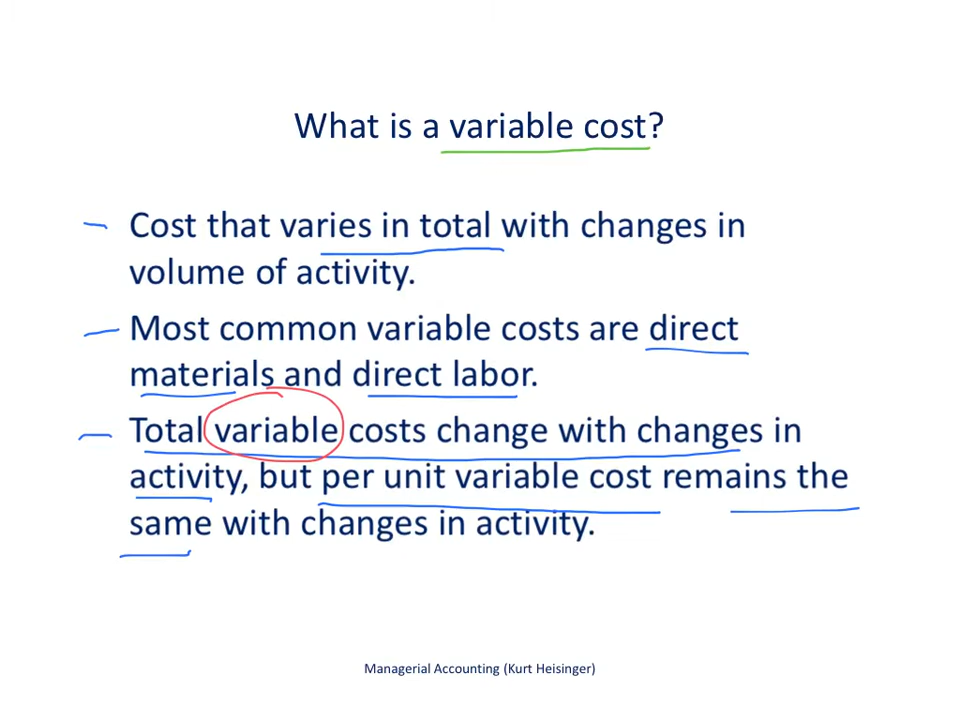 What is a variable cost?
Cost that varies in total with changes in
volume of activity.
Most common variable costs are direct
materials and direct labor.
Total variable costs change with changes in
activity, but per unit variable cost remains the
same with changes in activity.
Managerial Accounting (Kurt Heisinger)